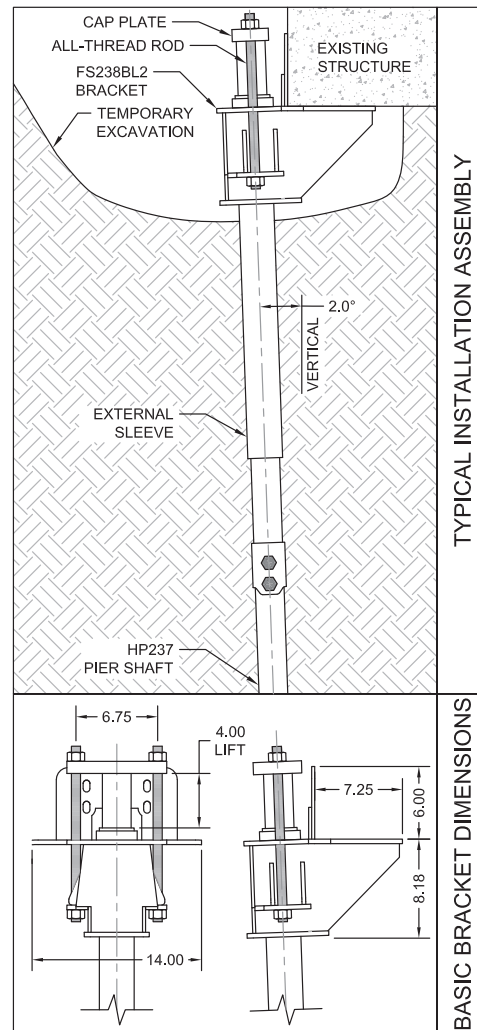 CAP PLATE
ALL-THREAD ROD
FS238BL2
BRACKET
TEMPORARY
EXCAVATION
EXISTING
STRUCTURE
2.0°
VERTICAL
EXTERNAL
SLEEVE
HP237
PIER SHAFT
TYPICAL INSTALLATION ASSEMBLY
6.75
4.00
LIFT
14.00
7.25
6.00
8.18
BASIC BRACKET DIMENSIONS